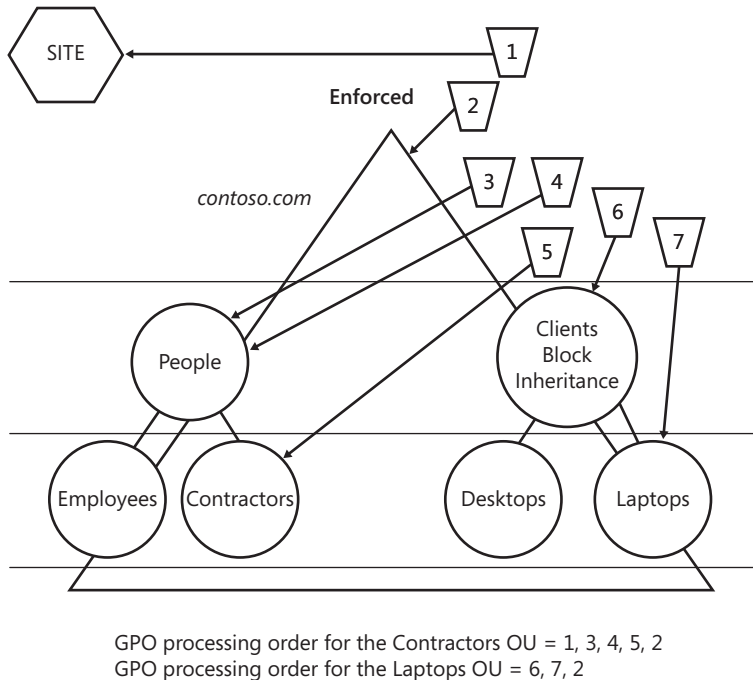 SITE
1
Enforced
2
contoso.com
3
4
6
7
5
People
Clients
Block
Inheritance
Employees
Contractors
Desktops
Laptops
GPO processing order for the Contractors OU = 1, 3, 4, 5, 2
GPO processing order for the Laptops OU = 6, 7, 2